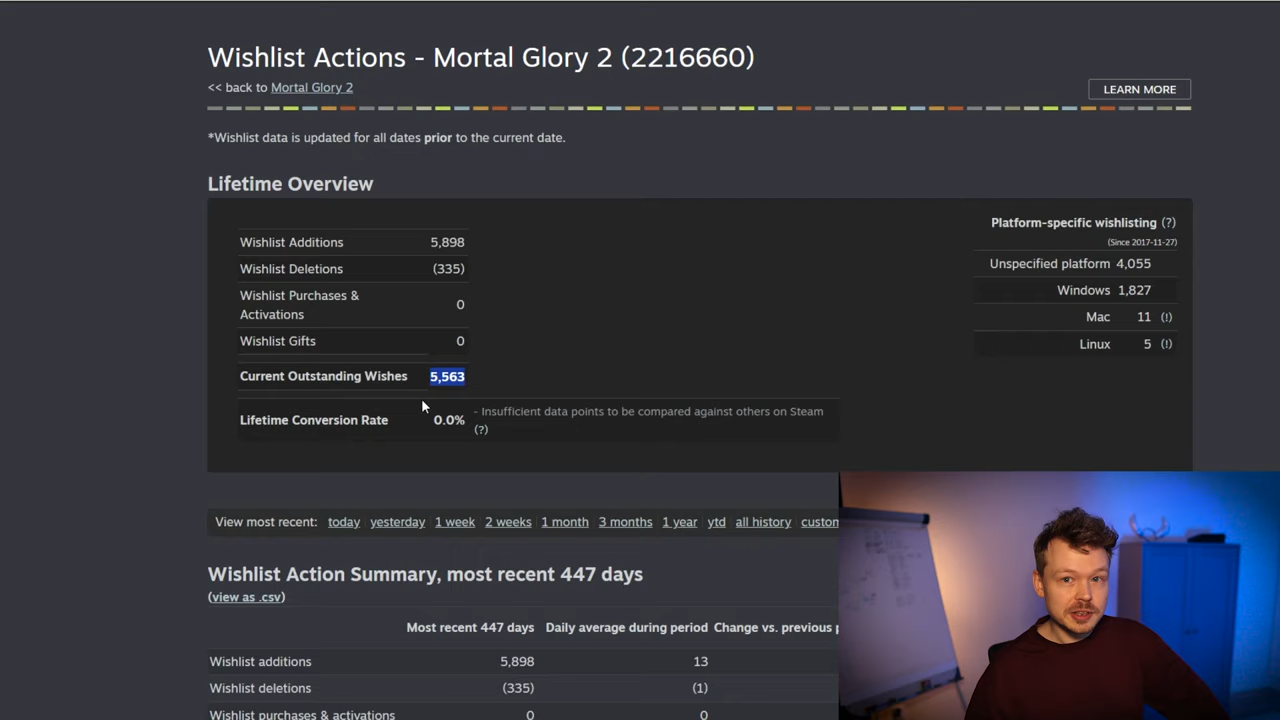 Wishlist Actions - Mortal Glory 2 (2216660)
<< back to Mortal Glory 2
LEARN MORE
*Wishlist data is updated for all dates prior to the current date.
Lifetime Overview
Wishlist Additions 5,898
Wishlist Deletions (335)
Wishlist Purchases &
Activations 0
Wishlist Gifts 0
Current Outstanding Wishes 5,563
Lifetime Conversion Rate 0.0% - Insufficient data points to be compared against others on Steam
(?)
Platform-specific wishlisting (?)
(Since 2017-11-27)
Unspecified platform 4,055
Windows 1,827
Mac 11 (!)
Linux 5 (!)
View most recent: today yesterday 1 week 2 weeks 1 month 3 months 1 year ytd all history custom
Wishlist Action Summary, most recent 447 days
(view as .csv)
Most recent 447 days Daily average during period Change vs. previous p
Wishlist additions 5,898 13
Wishlist deletions (335) (1)
Wishlist purchases & activations 0 0